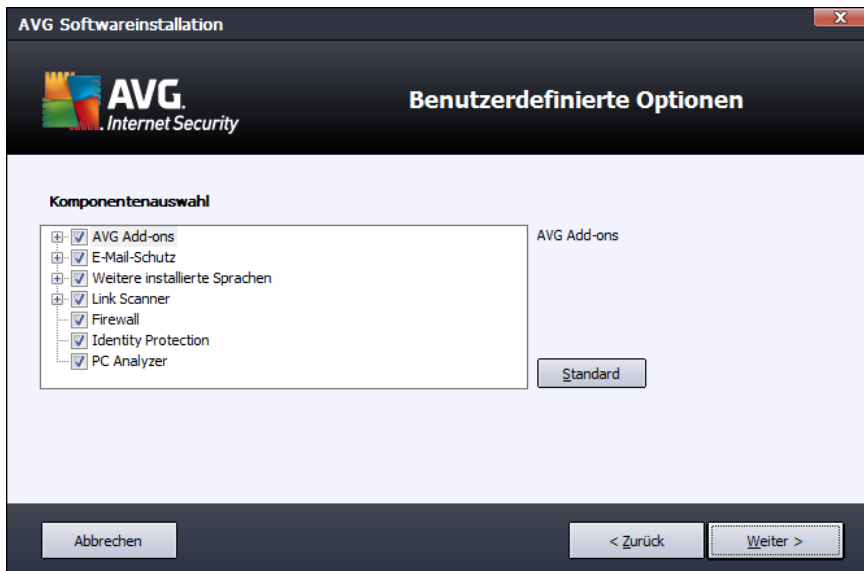 AVG Softwareinstallation
AVG.
Internet Security
Benutzerdefinierte Optionen
Komponentenauswahl
AVG Add-ons
E-Mail-Schutz
Weitere installierte Sprachen
Link Scanner
Firewall
Identity Protection
PC Analyzer
AVG Add-ons
Standard
Abbrechen
< Zurück
Weiter >